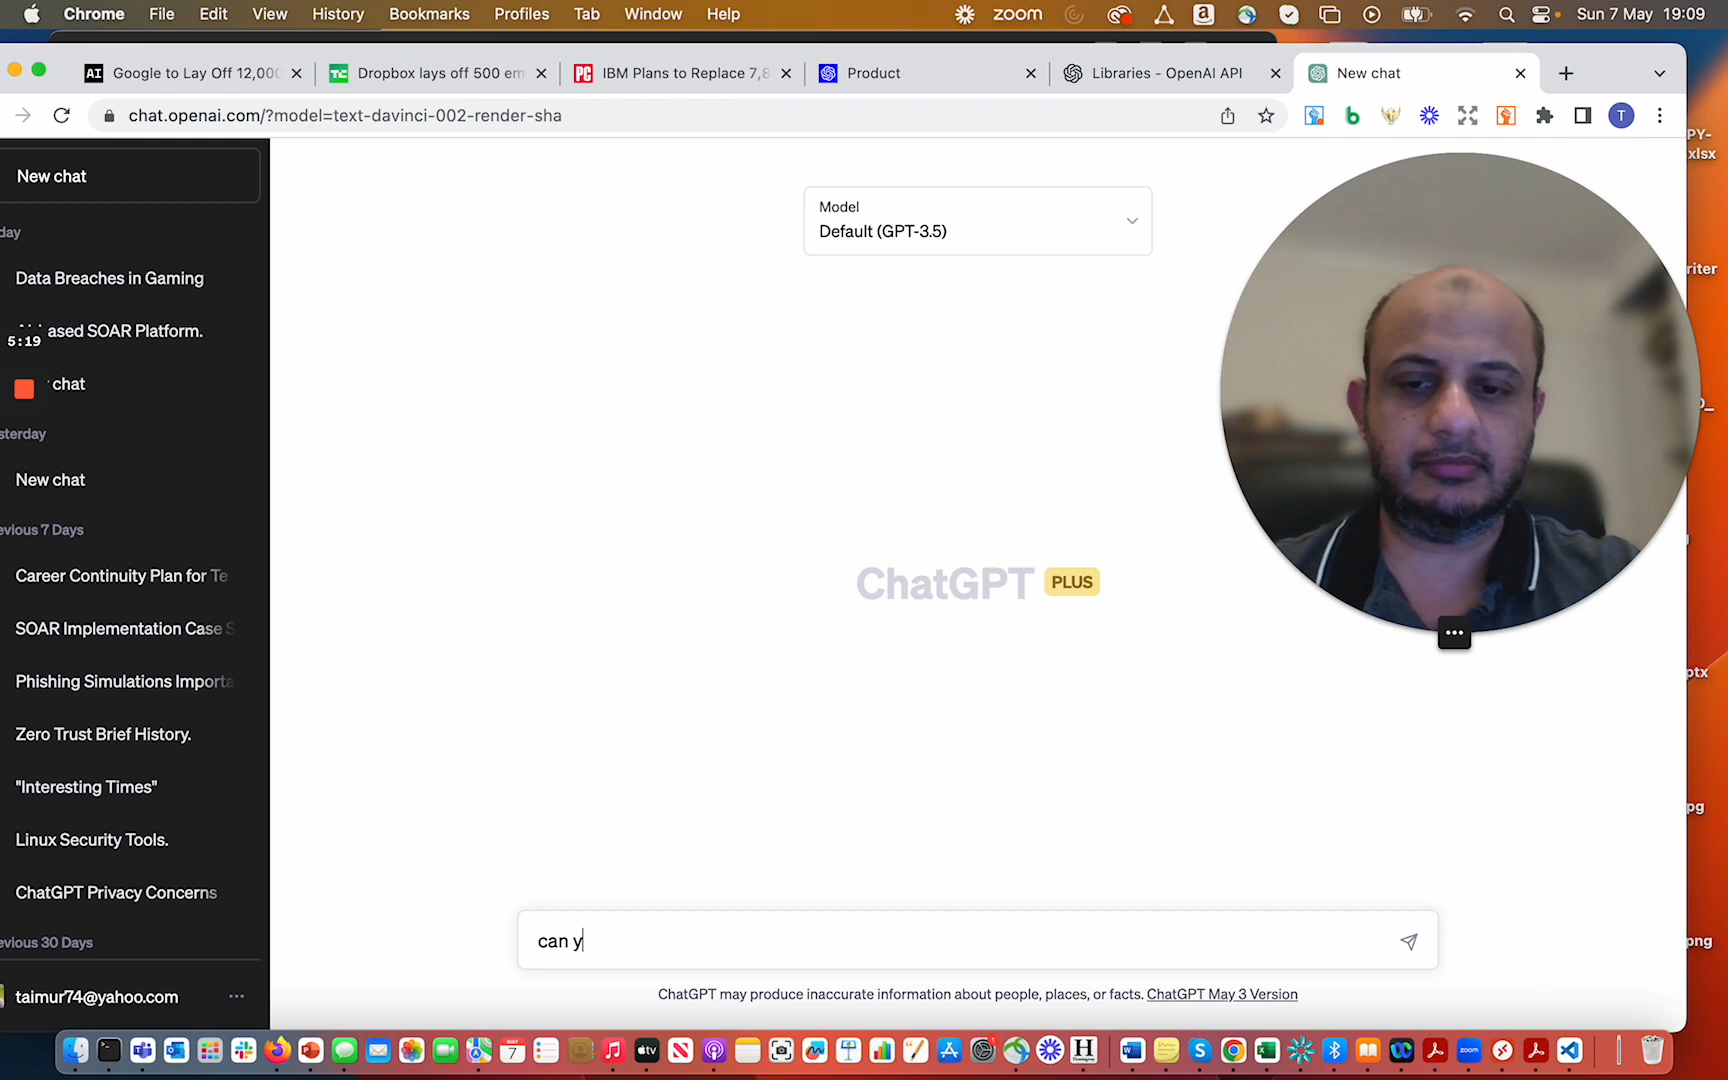 Chrome File Edit View History Bookmarks Profiles Tab Window Help zoom Sun 7 May 19:09
Google to Lay Off 12,000 Dropbox lays off 500 em IBM Plans to Replace 7,8 Product Libraries - OpenAI API New chat
chat.openai.com/?model=text-davinci-002-render-sha T
PY-
xlsx
New chat
Model
Default (GPT-3.5)
day
Data Breaches in Gaming
riter
ased SOAR Platform.
5:19
chat
sterday
New chat
evious 7 Days
Career Continuity Plan for Te
ChatGPT PLUS
SOAR Implementation Case S
Phishing Simulations Importa
ptx
Zero Trust Brief History.
"Interesting Times"
pg
Linux Security Tools.
ChatGPT Privacy Concerns
can y
png
evious 30 Days
taimur74@yahoo.com
ChatGPT may produce inaccurate information about people, places, or facts. ChatGPT May 3 Version